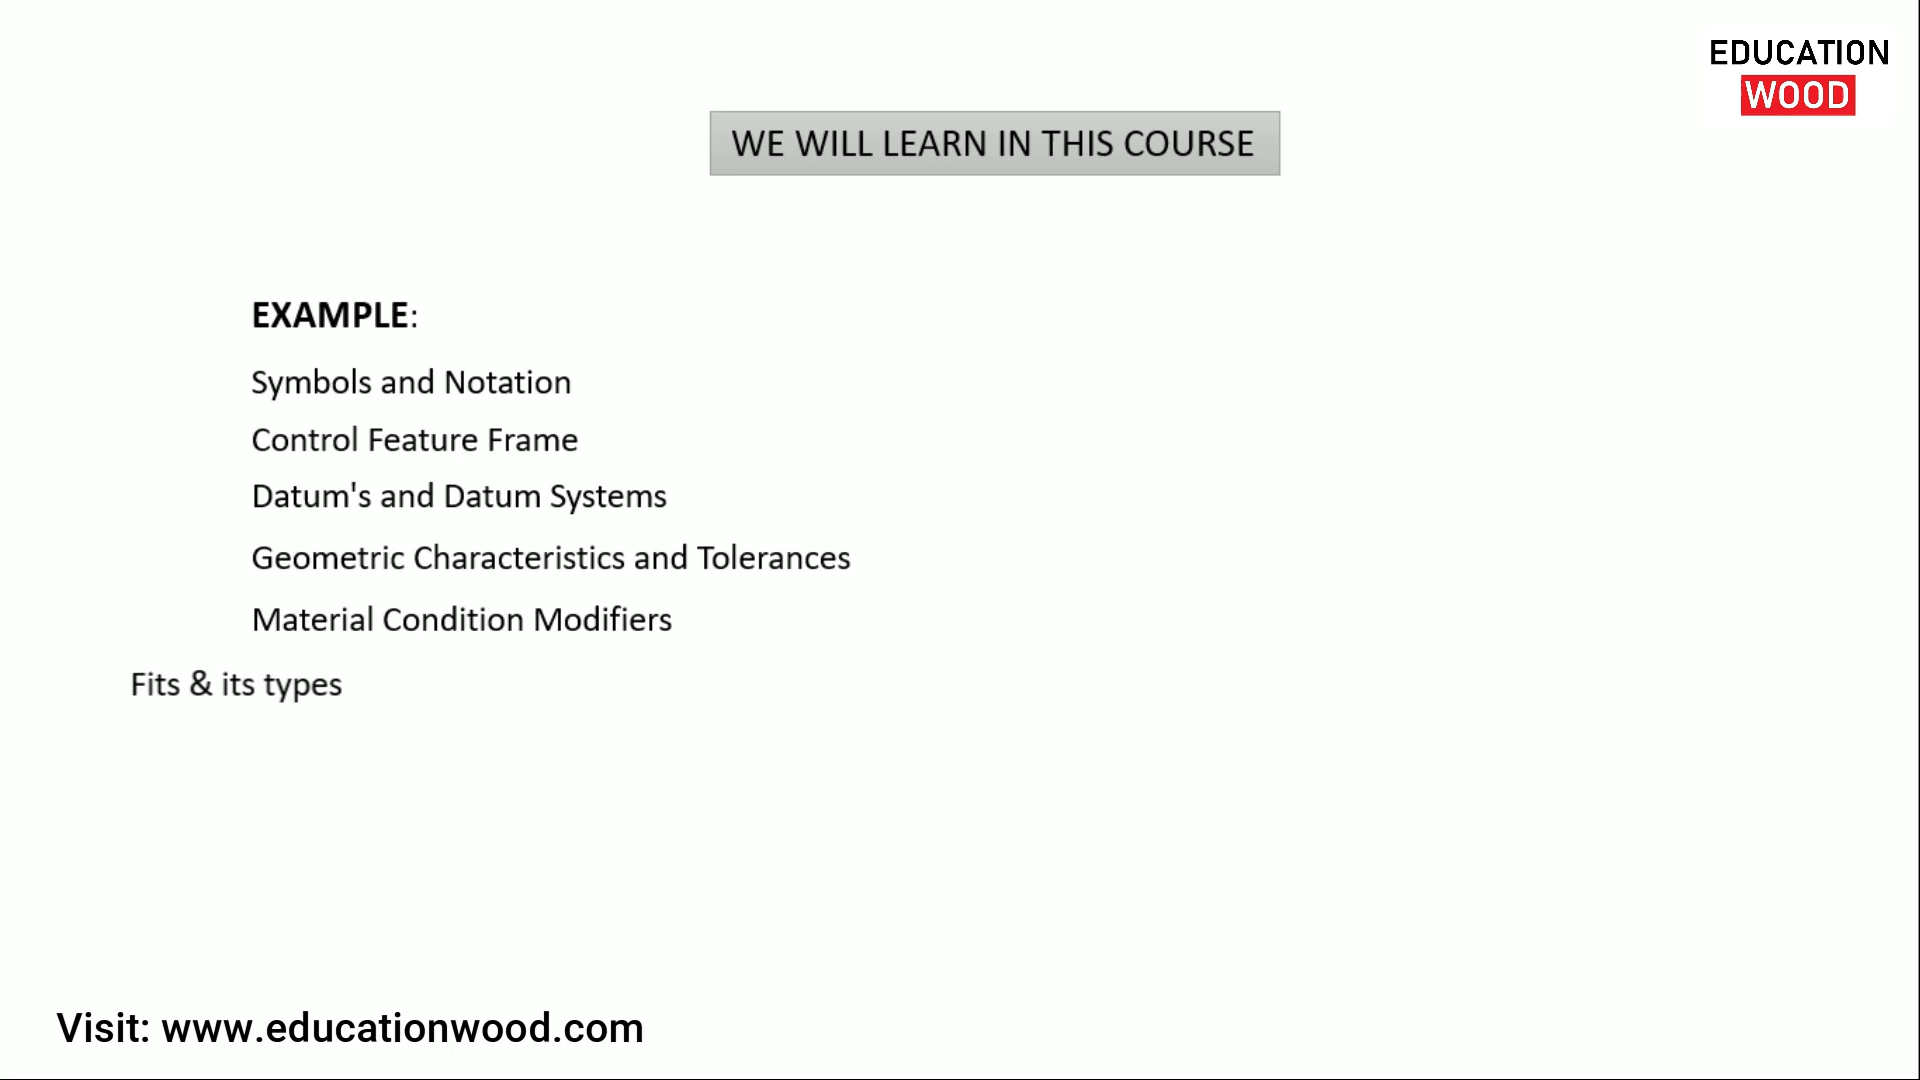 EDUCATION
WOOD
WE WILL LEARN IN THIS COURSE
EXAMPLE:
Symbols and Notation
Control Feature Frame
Datum's and Datum Systems
Geometric Characteristics and Tolerances
Material Condition Modifiers
Fits & its types
Visit: www.educationwood.com